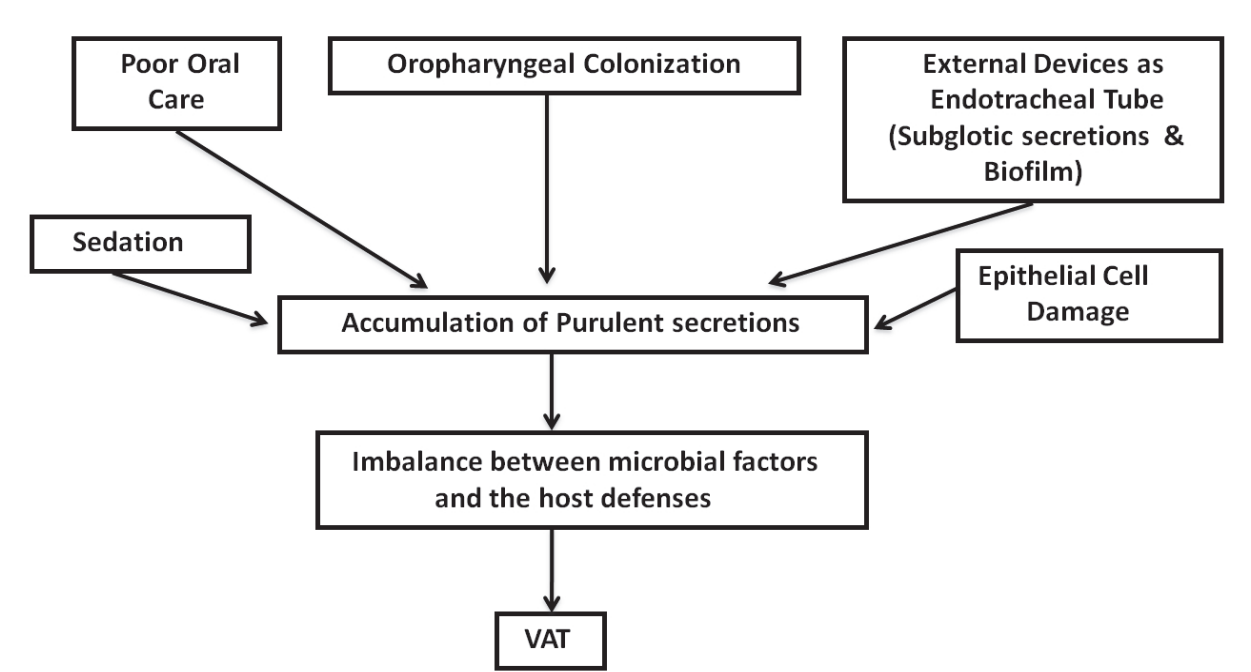 Poor Oral
Care
Oropharyngeal Colonization
External Devices as
Endotracheal Tube
(Subglotic secretions &
Biofilm)
Sedation
Epithelial Cell
Damage
Accumulation of Purulent secretions
Imbalance between microbial factors
and the host defenses
VAT